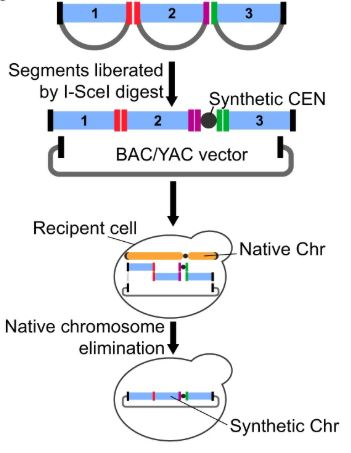 1 2 3
Segments liberated
by I-SceI digest
Synthetic CEN
1 2 3
BAC/YAC vector
Recipent cell
Native Chr
Native chromosome
elimination
Synthetic Chr